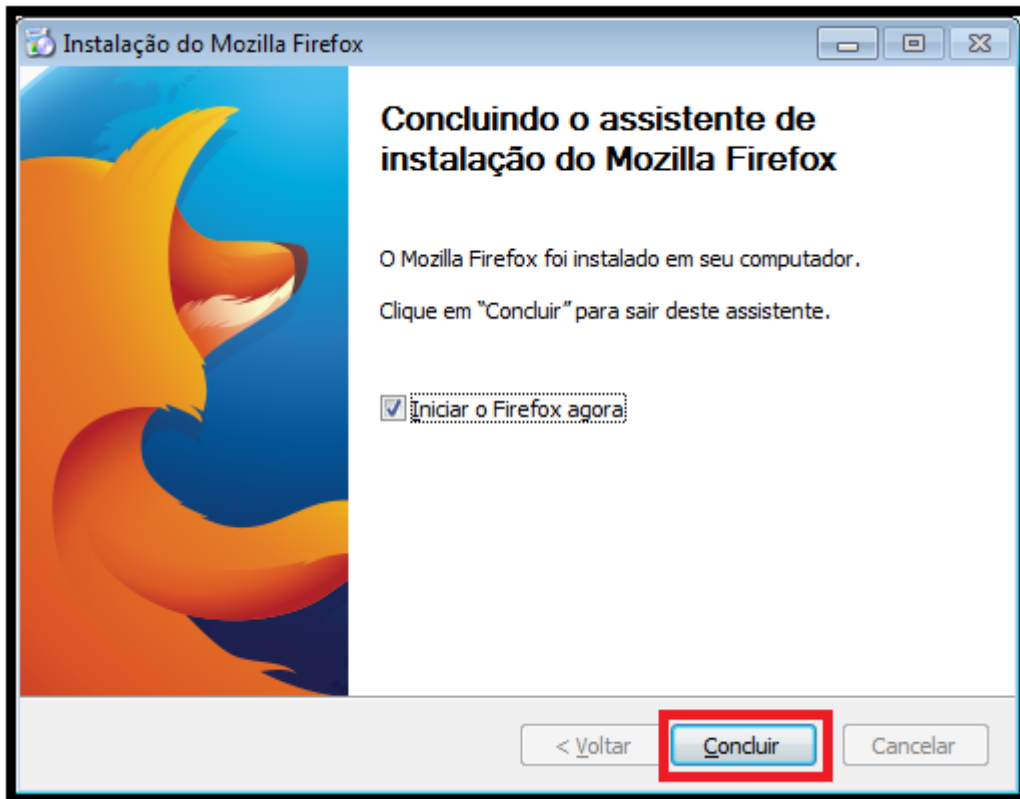 Instalação do Mozilla Firefox
Concluindo o assistente de
instalação do Mozilla Firefox
O Mozilla Firefox foi instalado em seu computador.
Clique em “Concluir” para sair deste assistente.
Iniciar o Firefox agora
< Voltar Concluir Cancelar